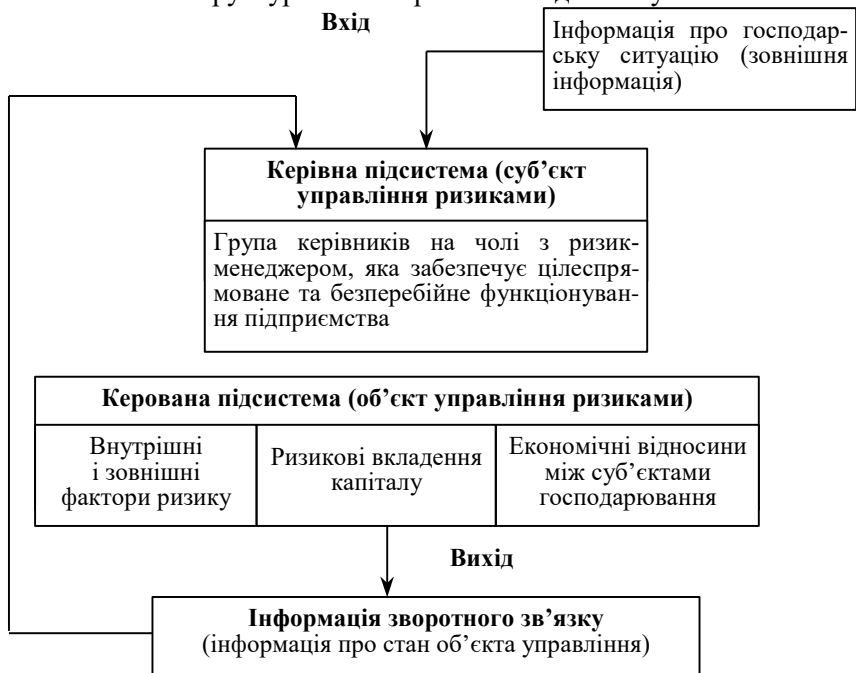 Вхід
Інформація про господар-
ську ситуацію (зовнішня
інформація)
Керівна підсистема (суб’єкт
управління ризиками)
Група керівників на чолі з ризик-
менеджером, яка забезпечує цілеспря-
моване та безперебійне функціонуван-
ня підприємства
Керована підсистема (об’єкт управління ризиками)
Внутрішні
і зовнішні
фактори ризику
Ризикові вкладення
капіталу
Економічні відносини
між суб’єктами
господарювання
Вихід
Інформація зворотного зв’язку
(інформація про стан об’єкта управління)